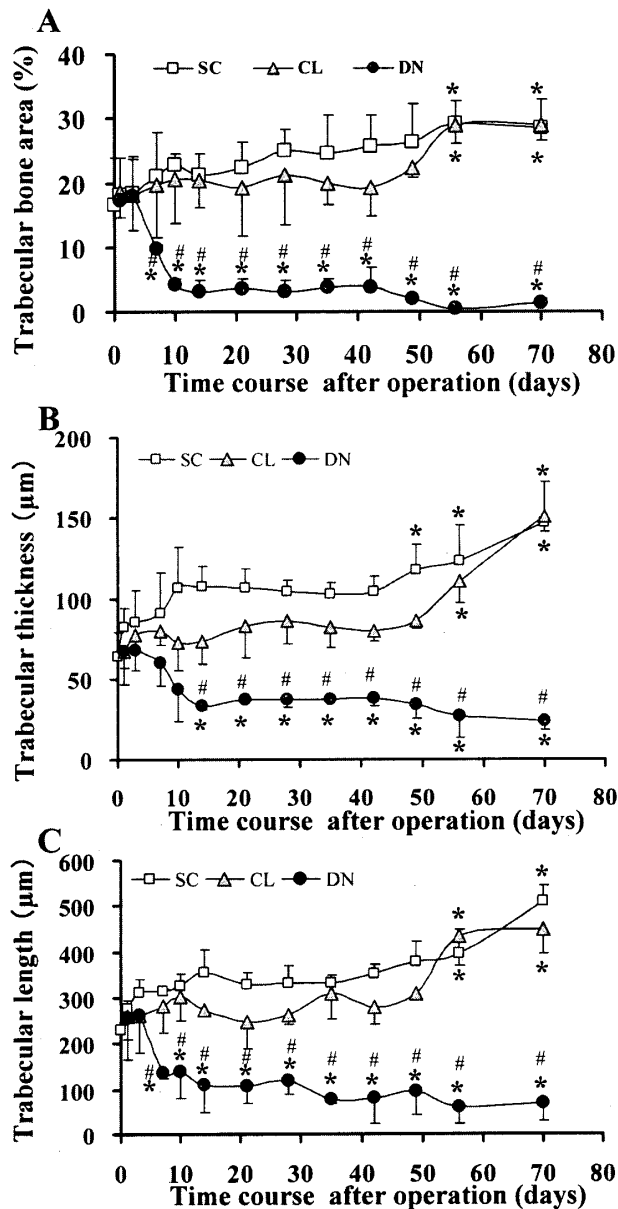 A
Trabecular bone area (%)
SC CL DN
40
30
20
10
0
* *
* *
# # # # # # # # # #
* * * * * * * * * *
0 10 20 30 40 50 60 70 80
Time course after operation (days)
B
Trabecular thickness (μm)
SC CL DN
200
150
100
50
0
* * *
* *
# # # # # # # #
* * * * * * * *
0 10 20 30 40 50 60 70 80
Time course after operation (days)
C
Trabecular length (μm)
SC CL DN
600
500
400
300
200
100
0
* *
* *
# # # # # # # # # #
* * * * * * * * * *
0 10 20 30 40 50 60 70 80
Time course after operation (days)